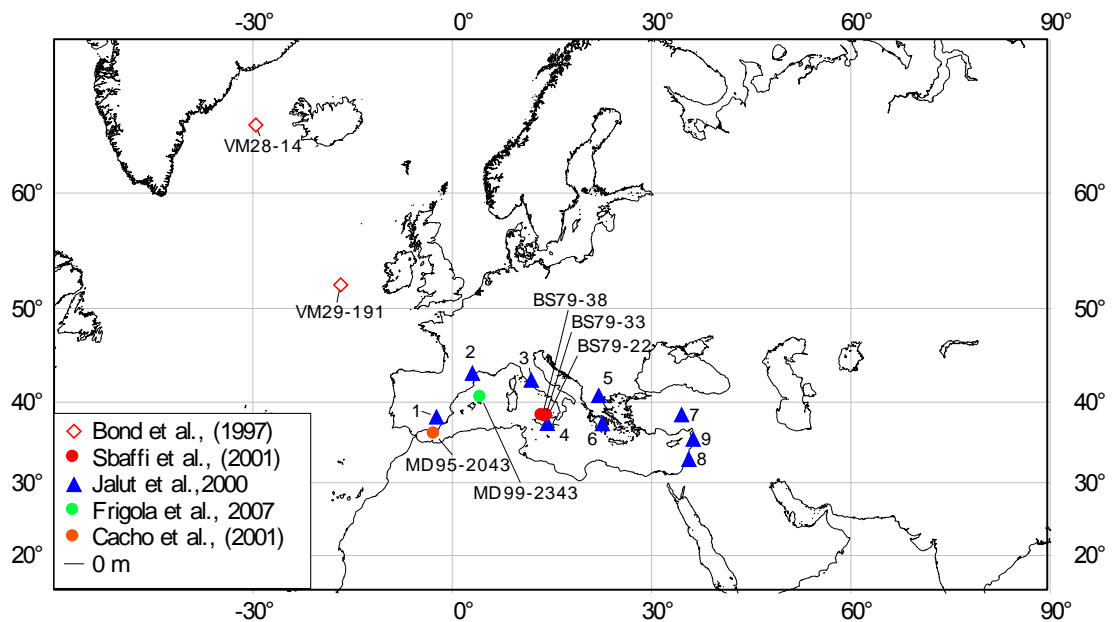 -30° 0° 30° 60° 90°
60° 60°
50° 50°
40° 40°
30° 30°
20° 20°
-30° 0° 30° 60° 90°
VM28-14
VM29-191
BS79-38
BS79-33
BS79-22
2
3
5
1
4
6
7
9
8
MD95-2043
MD99-2343
Bond et al., (1997)
Sbaffi et al., (2001)
Jalut et al.,2000
Frigola et al., 2007
Cacho et al., (2001)
0 m